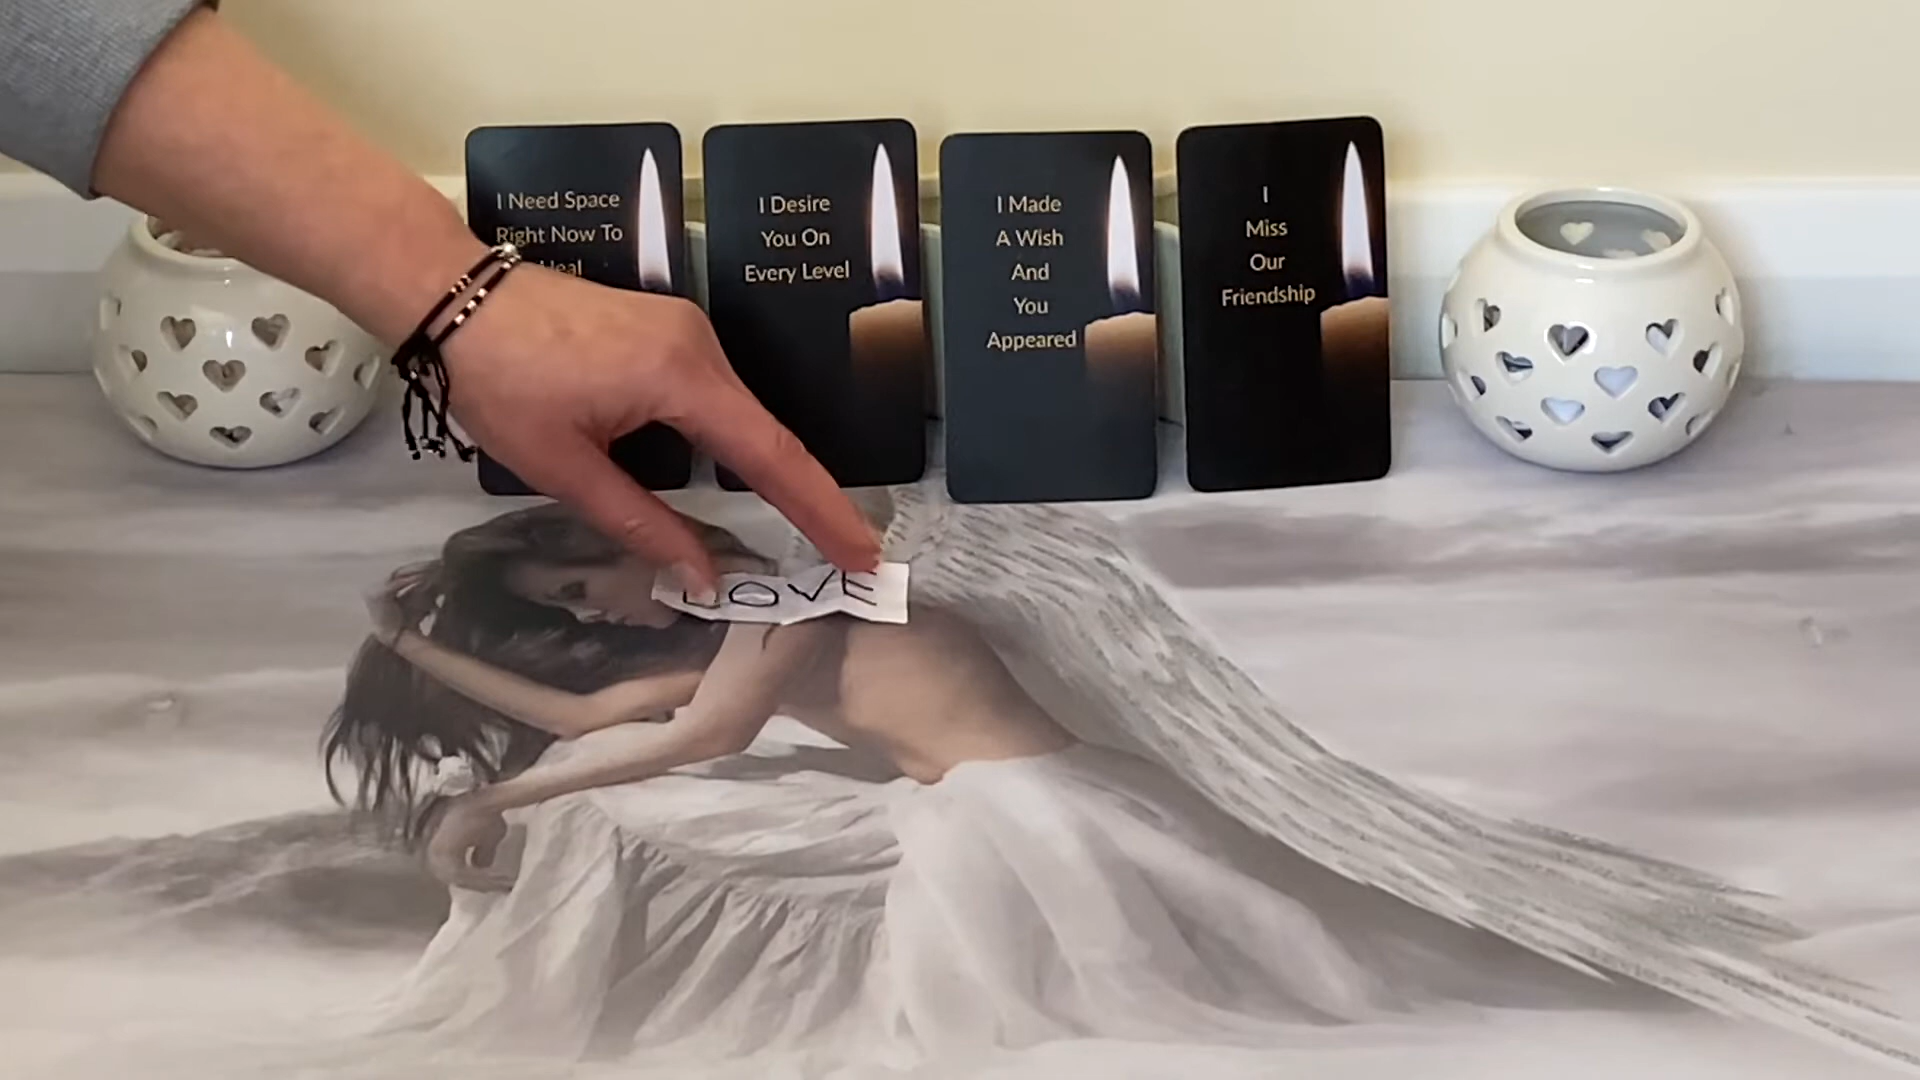 I Need Space
Right Now To
I Desire
You On
Every Level
I Made
A Wish
And
You
Appeared
I
Miss
Our
Friendship
LOVE